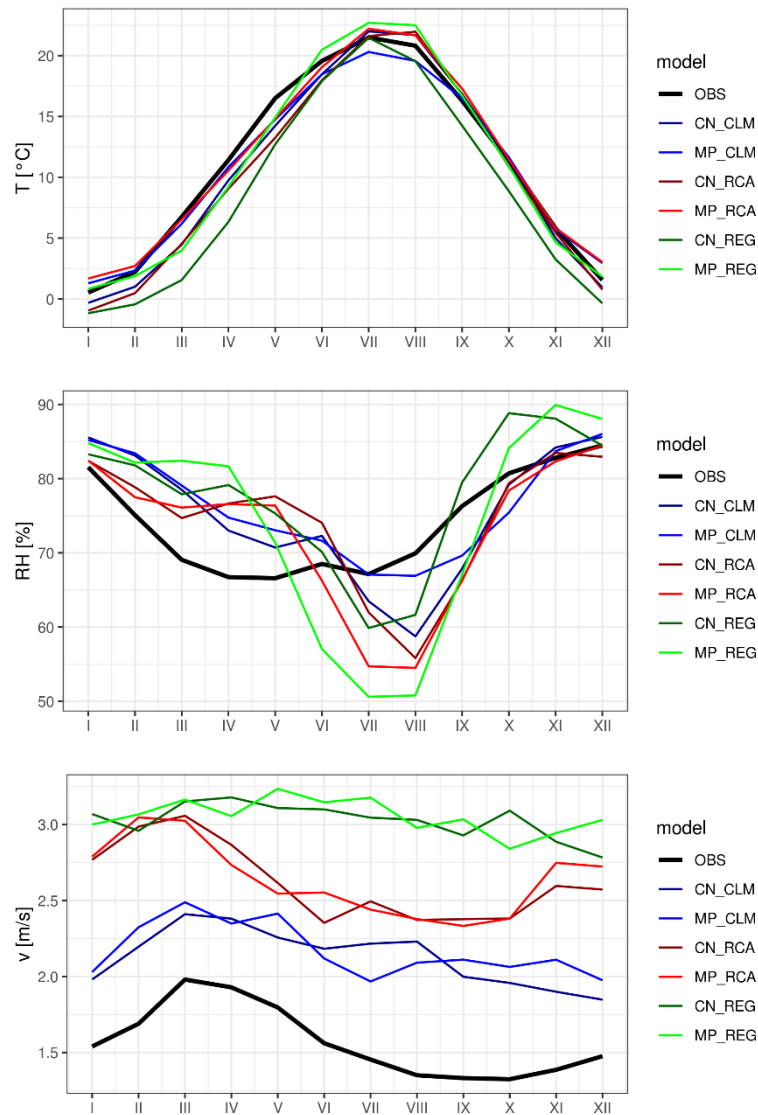 T [°C]
20
15
10
5
0
I II III IV V VI VII VIII IX X XI XII
model
OBS
CN_CLM
MP_CLM
CN_RCA
MP_RCA
CN_REG
MP_REG
RH [%]
90
80
70
60
50
I II III IV V VI VII VIII IX X XI XII
model
OBS
CN_CLM
MP_CLM
CN_RCA
MP_RCA
CN_REG
MP_REG
v [m/s]
3.0
2.5
2.0
1.5
I II III IV V VI VII VIII IX X XI XII
model
OBS
CN_CLM
MP_CLM
CN_RCA
MP_RCA
CN_REG
MP_REG